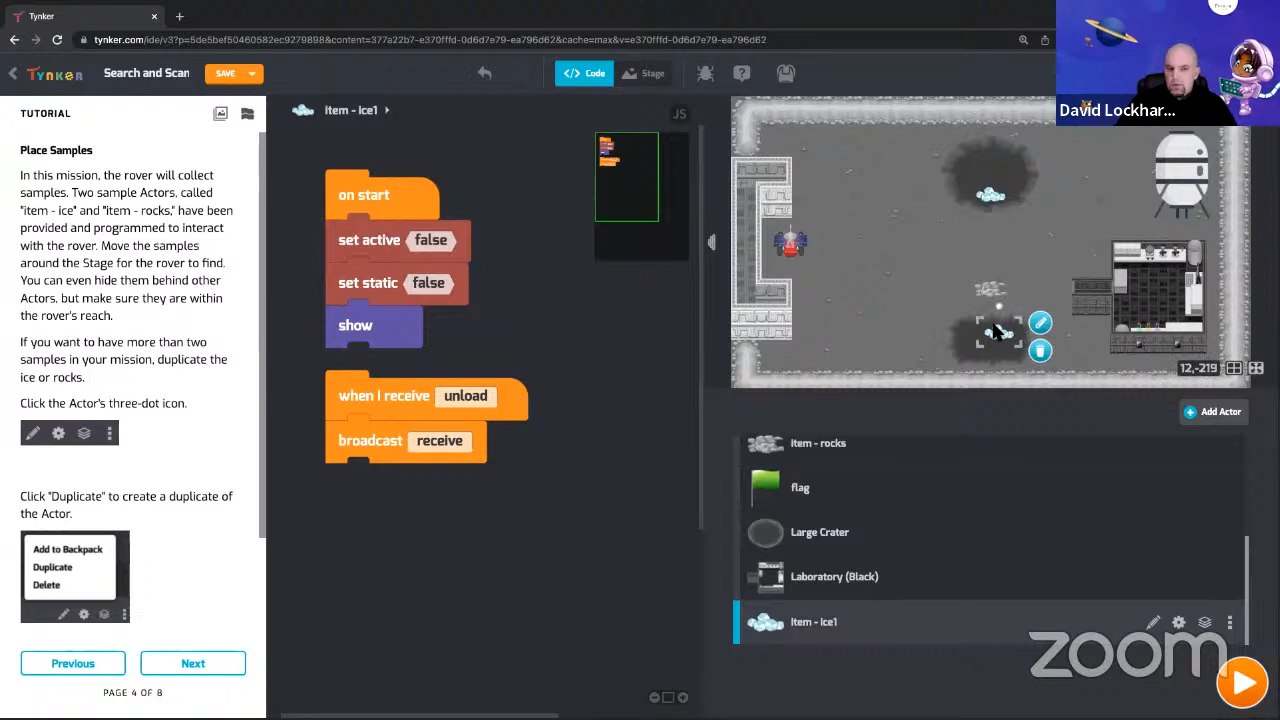 Tynker
tynker.com/ide/v3?p=5de5bef50460582ec9279898&content=377a22b7-e370fffd-0d6d7e79-ea796d62&cache=max&v=e370fffd-0d6d7e79-ea796d62
TYNKER
Search and Scan
SAVE
</> Code
Stage
David Lockhar...
TUTORIAL
Place Samples
In this mission, the rover will collect
samples. Two sample Actors, called
"item - ice" and "item - rocks," have been
provided and programmed to interact
with the rover. Move the samples
around the Stage for the rover to find.
You can even hide them behind other
Actors, but make sure they are within
the rover's reach.
If you want to have more than two
samples in your mission, duplicate the
ice or rocks.
Click the Actor's three-dot icon.
Click "Duplicate" to create a duplicate of
the Actor.
Add to Backpack
Duplicate
Delete
Previous
Next
PAGE 4 OF 8
item - ice1
JS
on start
set active false
set static false
show
when I receive unload
broadcast receive
12,-219
Add Actor
item - rocks
flag
Large Crater
Laboratory (Black)
item - ice1
zoom